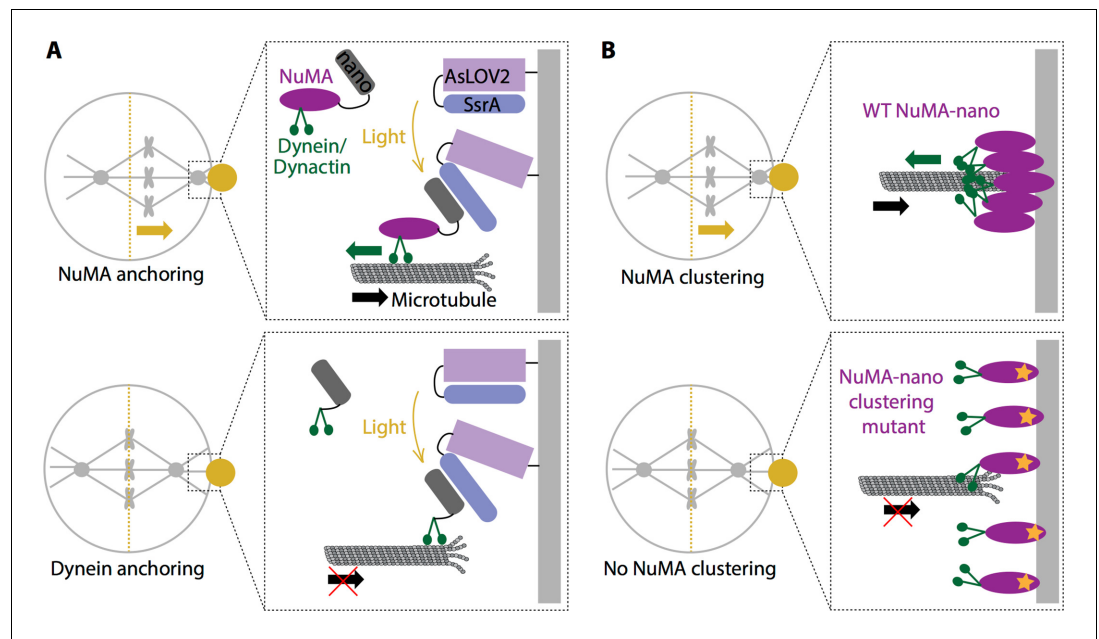 A
NuMA
nano
Dynein/
Dynactin
AsLOV2
SsrA
Light
Microtubule
NuMA anchoring
Light
Dynein anchoring
B
WT NuMA-nano
NuMA clustering
NuMA-nano
clustering
mutant
No NuMA clustering